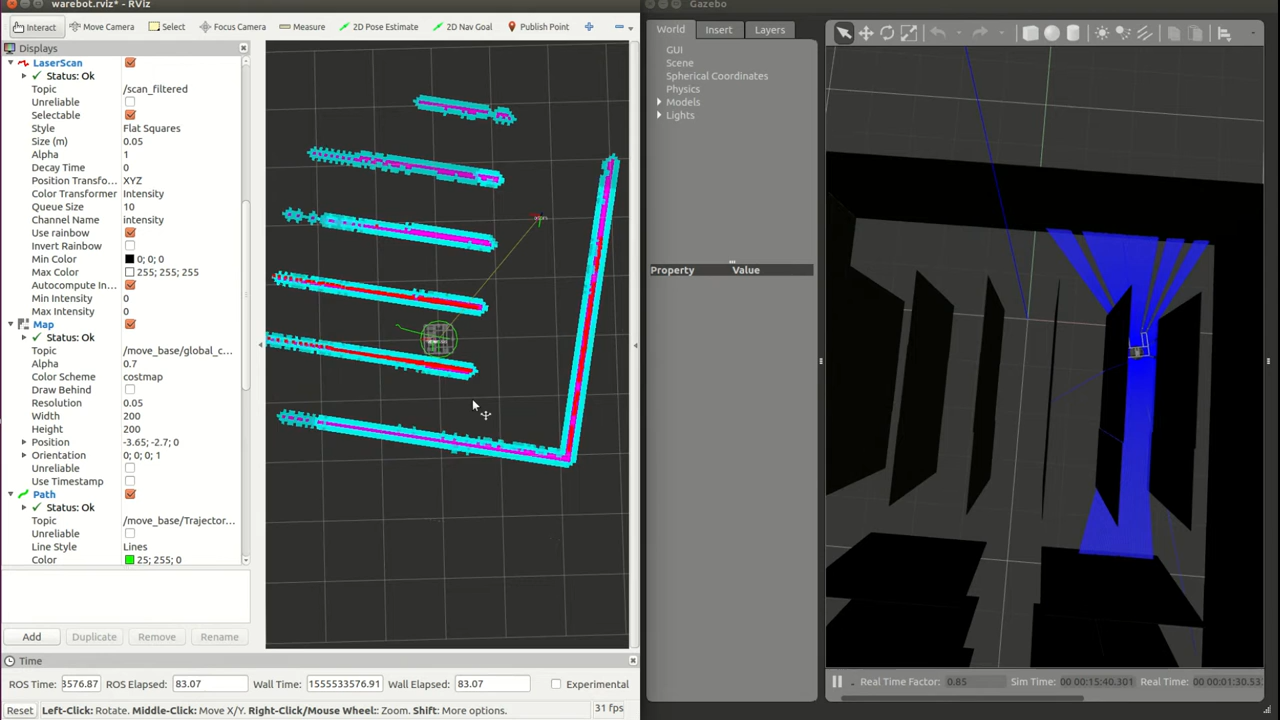 warebot.rviz* - RViz
Interact
Move Camera
Select
Focus Camera
Measure
2D Pose Estimate
2D Nav Goal
Publish Point
Displays
LaserScan
Status: Ok
Topic /scan_filtered
Unreliable
Selectable
Style Flat Squares
Size (m) 0.05
Alpha 1
Decay Time 0
Position Transfo... XYZ
Color Transformer Intensity
Queue Size 10
Channel Name intensity
Use rainbow
Invert Rainbow
Min Color 0; 0; 0
Max Color 255; 255; 255
Autocompute In...
Min Intensity 0
Max Intensity 0
Map
Status: Ok
Topic /move_base/global_c...
Alpha 0.7
Color Scheme costmap
Draw Behind
Resolution 0.05
Width 200
Height 200
Position -3.65; -2.7; 0
Orientation 0; 0; 0; 1
Unreliable
Use Timestamp
Path
Status: Ok
Topic /move_base/Trajector...
Unreliable
Line Style Lines
Color 25; 255; 0
Add
Duplicate
Remove
Rename
Time
ROS Time: 3576.87 ROS Elapsed: 83.07 Wall Time: 1555533576.91 Wall Elapsed: 83.07 Experimental
Reset Left-Click: Rotate. Middle-Click: Move X/Y. Right-Click/Mouse Wheel:: Zoom. Shift: More options. 31 fps
Gazebo
World
Insert
Layers
GUI
Scene
Spherical Coordinates
Physics
Models
Lights
Property Value
Real Time Factor: 0.85 Sim Time: 00 00:15:40.301 Real Time: 00 00:01:30.53